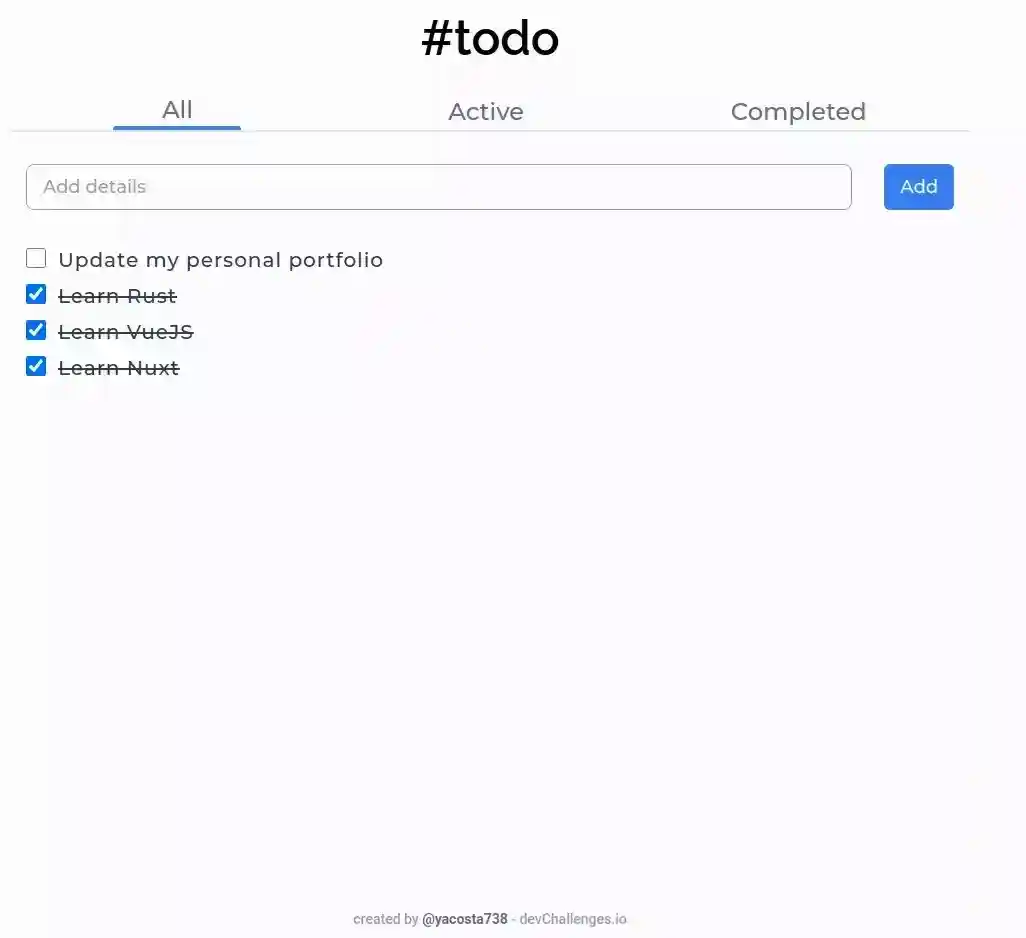 #todo
All Active Completed
Add details Add
Update my personal portfolio
Learn Rust
Learn VueJS
Learn Nuxt
created by @yacosta738 - devChallenges.io